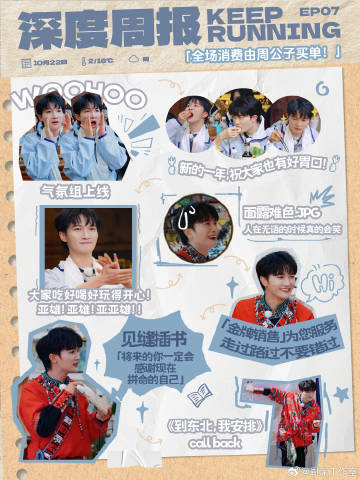 深度周报
KEEP
RUNNING
EP07
10月22日
2/16℃
雨
「全场消费由周公子买单！」
WOOHOO
气氛组上线
新的一年，祝大家也有好胃口！
面露难色.JPG
人在无语的时候真的会笑
大家吃好喝好玩得开心！
亚雄！亚雄！亚亚雄！！
Hi
「金牌销售」为您服务
走过路过不要错过
见缝插书
「将来的你一定会
感谢现在
拼命的自己」
《到东北，我安排》
call back